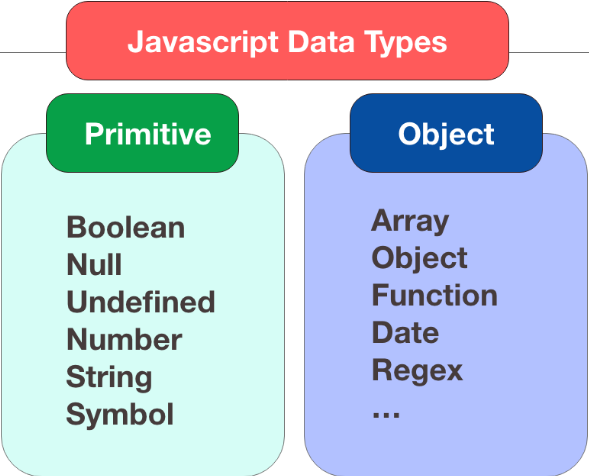 Javascript Data Types
Primitive
Boolean
Null
Undefined
Number
String
Symbol
Object
Array
Object
Function
Date
Regex
...